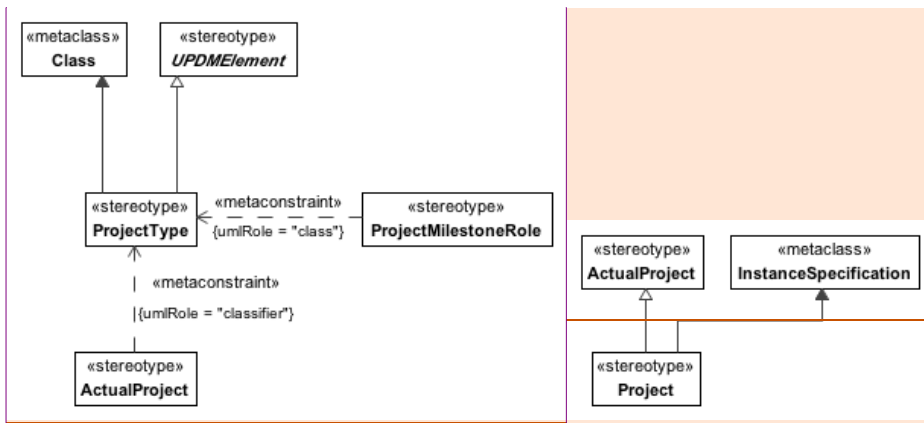 «metaclass»
Class
«stereotype»
UPDMElement
«stereotype»
ProjectType
«metaconstraint»
{umlRole = "class"}
«stereotype»
ProjectMilestoneRole
«metaconstraint»
{umlRole = "classifier"}
«stereotype»
ActualProject
«stereotype»
ActualProject
«metaclass»
InstanceSpecification
«stereotype»
Project